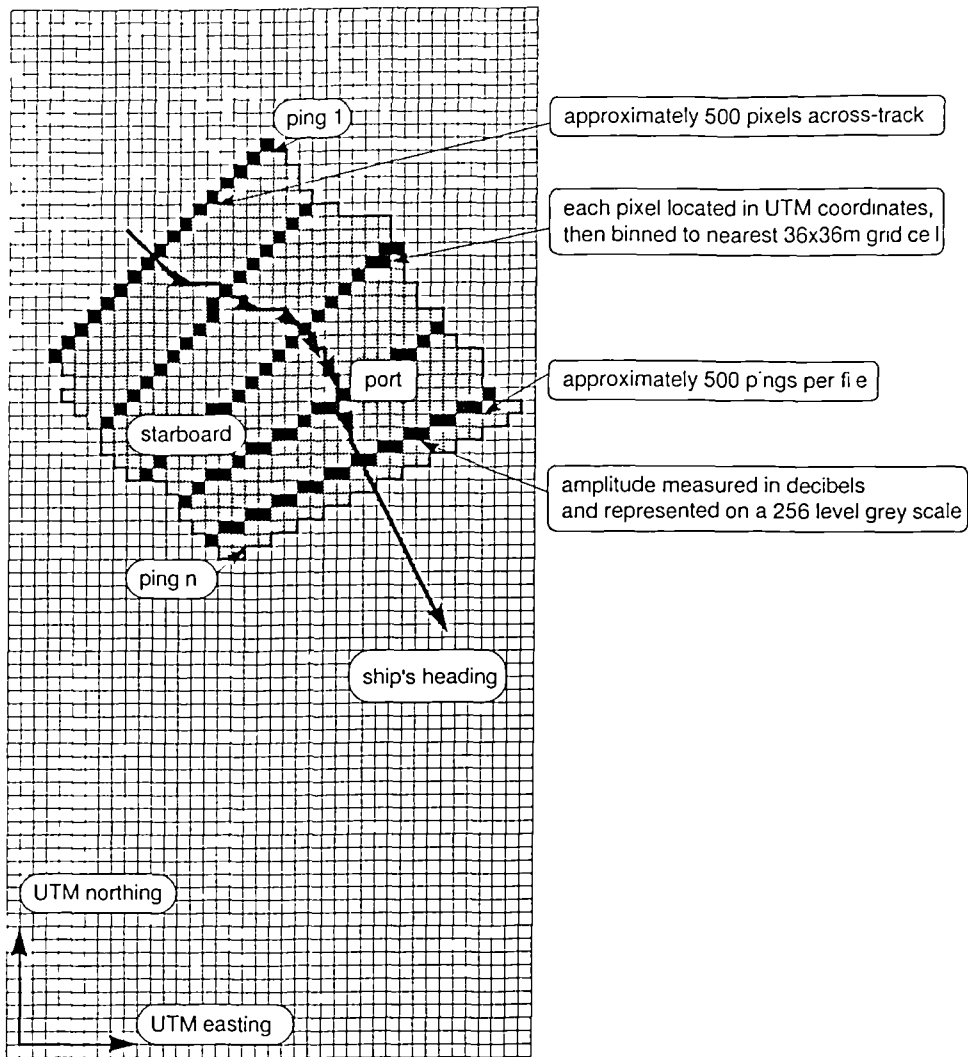 ping 1
approximately 500 pixels across-track
each pixel located in UTM coordinates,
then binned to nearest 36x36m grid ce l
port
approximately 500 pings per fi e
starboard
amplitude measured in decibels
and represented on a 256 level grey scale
ping n
ship's heading
UTM northing
UTM easting